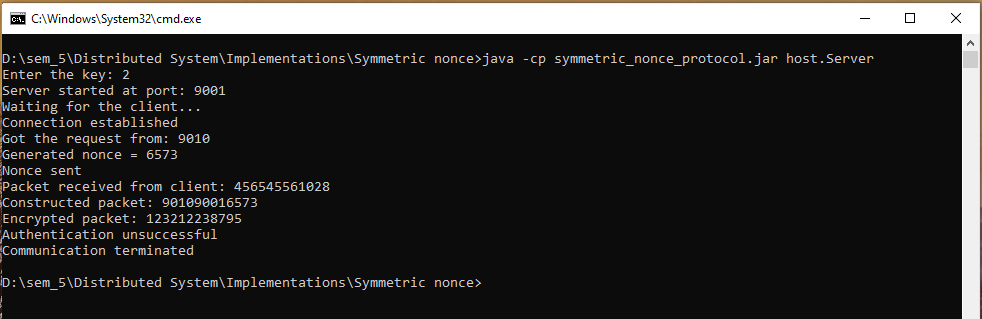 C:\Windows\System32\cmd.exe
D:\sem_5\Distributed System\Implementations\Symmetric nonce>java -cp symmetric_nonce_protocol.jar host.Server
Enter the key: 2
Server started at port: 9001
Waiting for the client...
Connection established
Got the request from: 9010
Generated nonce = 6573
Nonce sent
Packet received from client: 456545561028
Constructed packet: 901090016573
Encrypted packet: 123212238795
Authentication unsuccessful
Communication terminated
D:\sem_5\Distributed System\Implementations\Symmetric nonce>